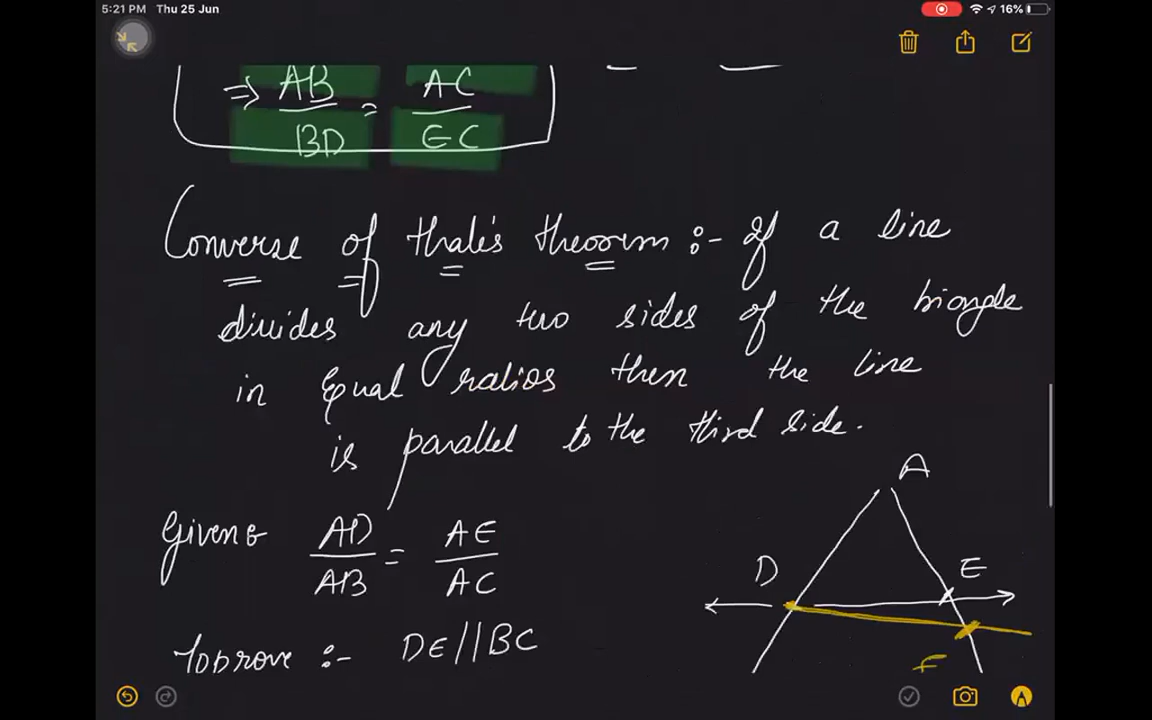 5:21 PM Thu 25 Jun
16%
⇒ AB/BD = AC/EC
Converse of thale's theorem :- If a line
divides any two sides of the triangle
in Equal ratios then the line
is parallel to the third side.
A
Given :- AD/AB = AE/AC
D E
To prove :- DE//BC
F